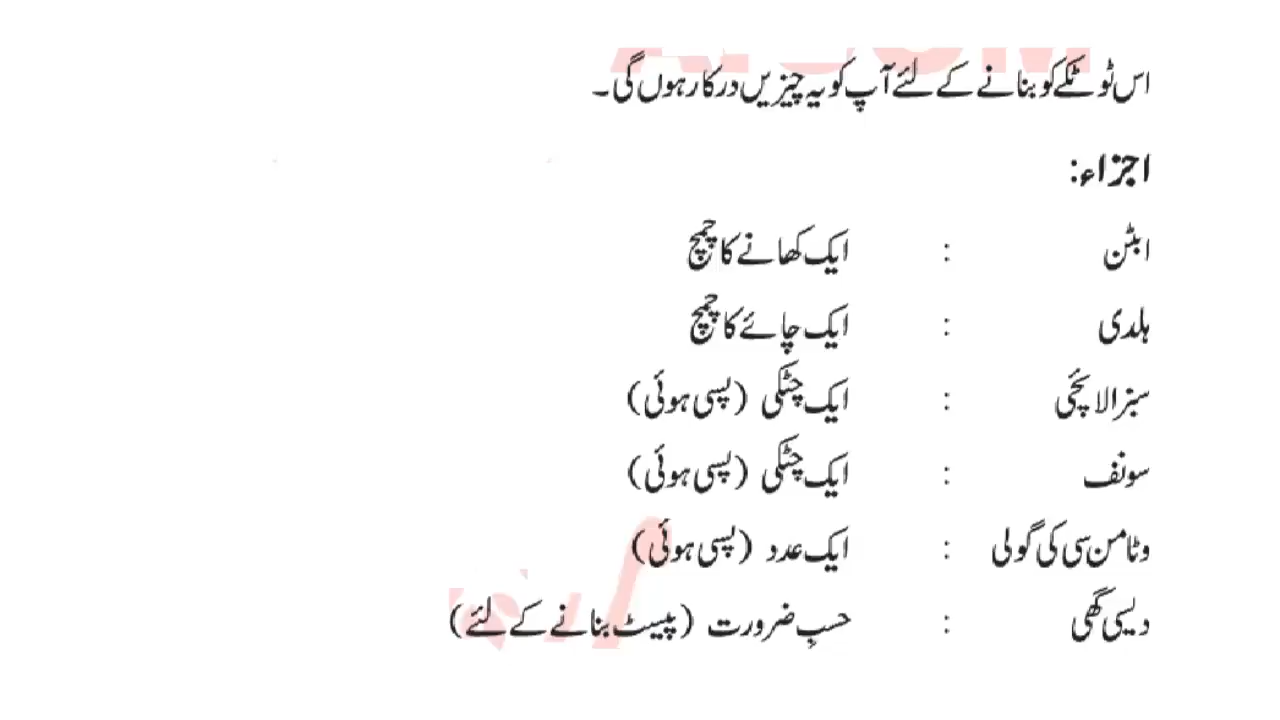 اس ٹوٹکے کو بنانے کے لئے آپ کو یہ چیزیں درکار ہوں گی۔
اجزاء:
ابٹن : ایک کھانے کا چمچ
ہلدی : ایک چائے کا چمچ
سبز الائچی : ایک چٹکی (پسی ہوئی)
سونف : ایک چٹکی (پسی ہوئی)
وٹامن سی کی گولی : ایک عدد (پسی ہوئی)
دیسی گھی : حسبِ ضرورت (پیسٹ بنانے کے لئے)